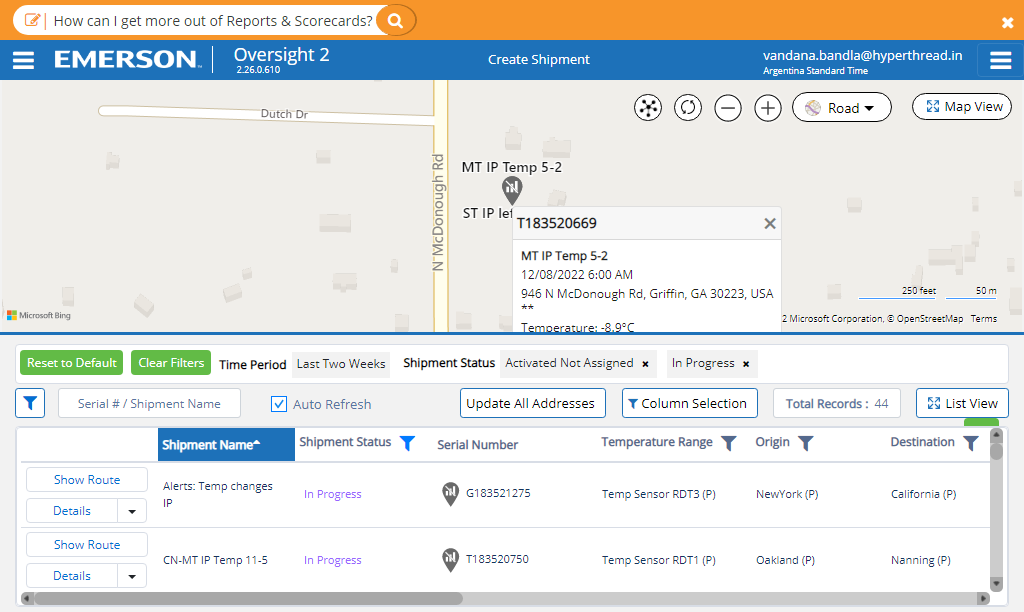 How can I get more out of Reports & Scorecards?
EMERSON
Oversight 2
2.26.0.610
Create Shipment
vandana.bandla@hyperthread.in
Argentina Standard Time
Dutch Dr
Road
Map View
N McDonough Rd
MT IP Temp 5-2
ST IP lef
T183520669
MT IP Temp 5-2
12/08/2022 6:00 AM
946 N McDonough Rd, Griffin, GA 30223, USA
**
Temperature: -8.9°C
250 feet
50 m
Microsoft Bing
2 Microsoft Corporation, © OpenStreetMap Terms
Reset to Default
Clear Filters
Time Period
Last Two Weeks
Shipment Status
Activated Not Assigned ×
In Progress ×
Serial # / Shipment Name
Auto Refresh
Update All Addresses
Column Selection
Total Records : 44
List View
Shipment Name
Shipment Status
Serial Number
Temperature Range
Origin
Destination
Show Route
Details
Alerts: Temp changes
IP
In Progress
G183521275
Temp Sensor RDT3 (P)
NewYork (P)
California (P)
Show Route
Details
CN-MT IP Temp 11-5
In Progress
T183520750
Temp Sensor RDT1 (P)
Oakland (P)
Nanning (P)